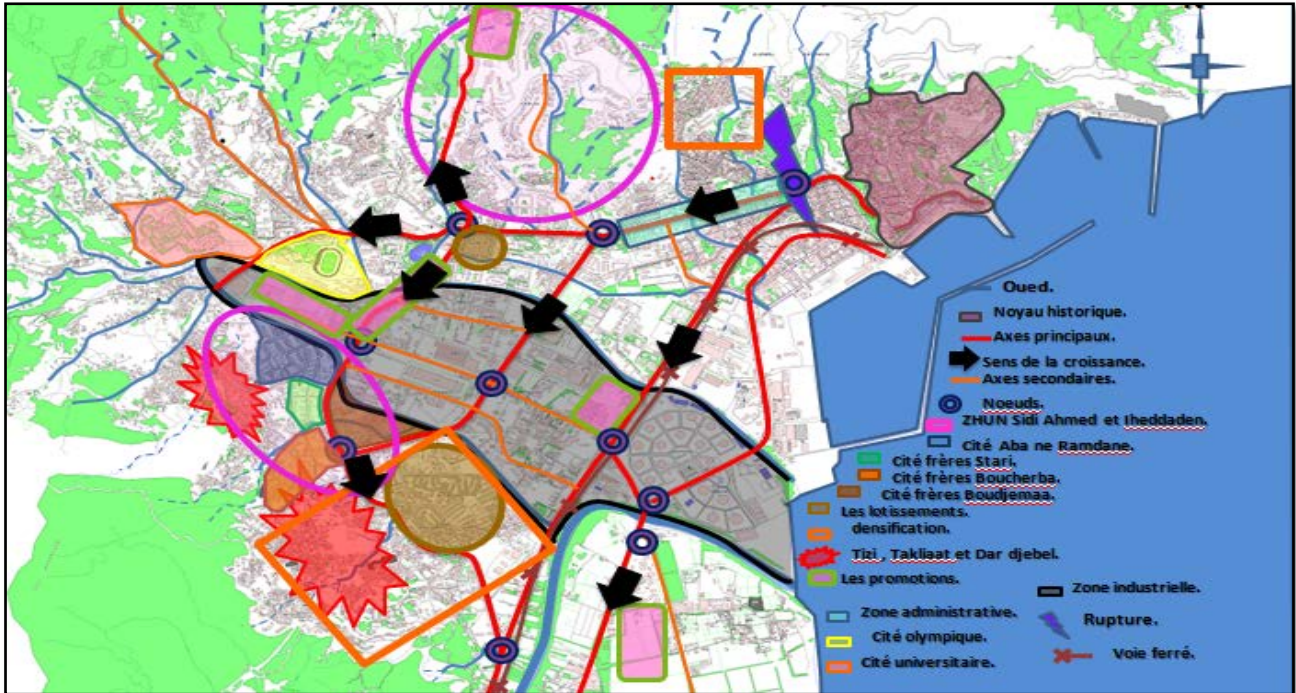 Oued.
Noyau historique.
Axes principaux.
Sens de la croissance.
Axes secondaires.
Noeuds.
ZHUN Sidi Ahmed et Iheddaden.
Cité Aba ne Ramdane.
Cité frères Stari.
Cité frères Boucherba.
Cité frères Boudjemaa.
Les lotissements.
densification.
Tizi , Takliaat et Dar djebel.
Les promotions.
Zone industrielle.
Zone administrative.
Rupture.
Cité olympique.
Cité universitaire.
Voie ferré.